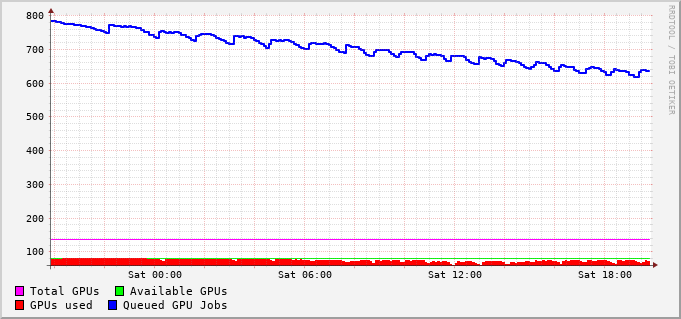 800
700
600
500
400
300
200
100
Sat 00:00 Sat 06:00 Sat 12:00 Sat 18:00
Total GPUs Available GPUs
GPUs used Queued GPU Jobs
RRDTOOL / TOBI OETIKER